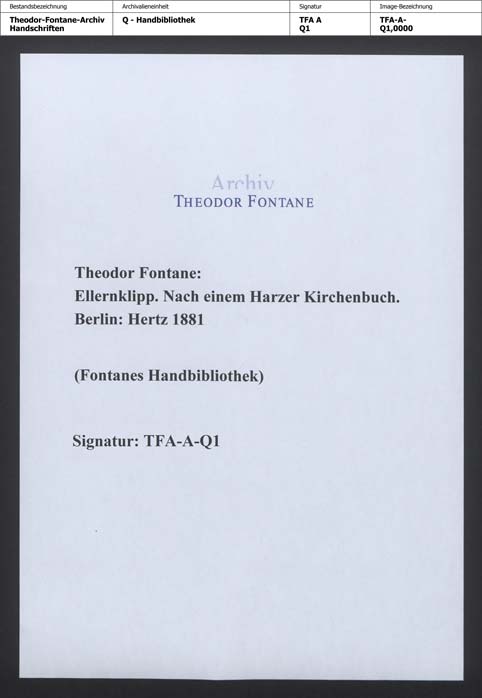 Bestandsbezeichnung
Theodor-Fontane-Archiv
Handschriften
Archivalieneinheit
Q - Handbibliothek
Signatur
TFA A
Q1
Image-Bezeichnung
TFA-A-
Q1,0000
Archiv
THEODOR FONTANE
Theodor Fontane:
Ellernklipp. Nach einem Harzer Kirchenbuch.
Berlin: Hertz 1881
(Fontanes Handbibliothek)
Signatur: TFA-A-Q1